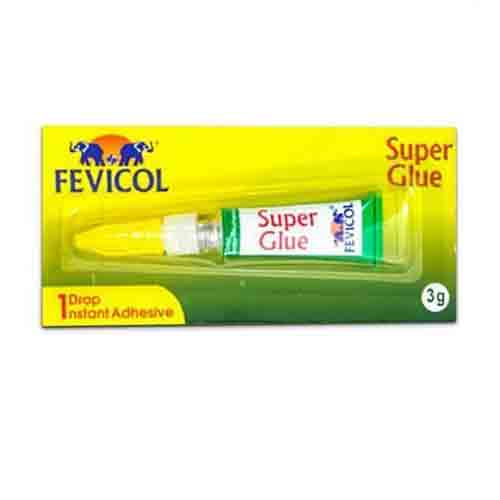 FEVICOL
Super
Glue
Super
Glue
FEVICOL
1 Drop
Instant Adhesive
3g